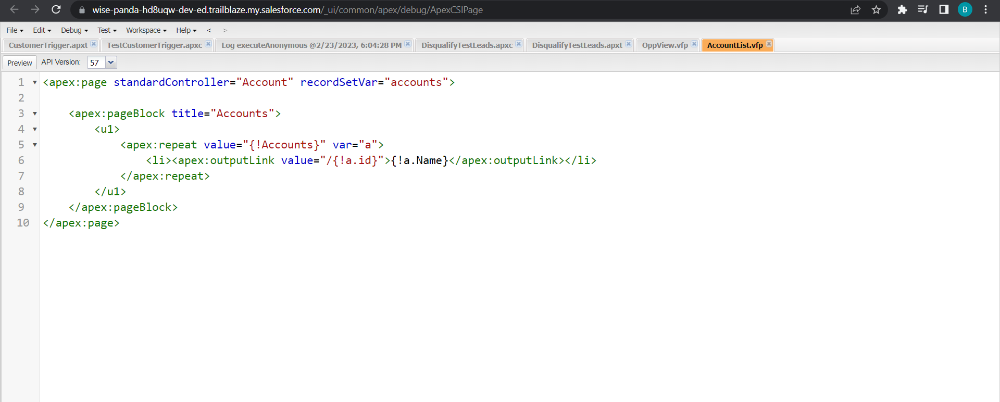 wise-panda-hd8uqw-dev-ed.trailblaze.my.salesforce.com/_ui/common/apex/debug/ApexCSIPage B
File Edit Debug Test Workspace Help < >
CustomerTrigger.apxt TestCustomerTrigger.apxc Log executeAnonymous @2/23/2023, 6:04:28 PM DisqualifyTestLeads.apxc DisqualifyTestLeads.apxt OppView.vfp AccountList.vfp
Preview API Version: 57
1 <apex:page standardController="Account" recordSetVar="accounts">
2
3 <apex:pageBlock title="Accounts">
4 <u1>
5 <apex:repeat value="{!Accounts}" var="a">
6 <li><apex:outputLink value="/{!a.id}">{!a.Name}</apex:outputLink></li>
7 </apex:repeat>
8 </u1>
9 </apex:pageBlock>
10 </apex:page>